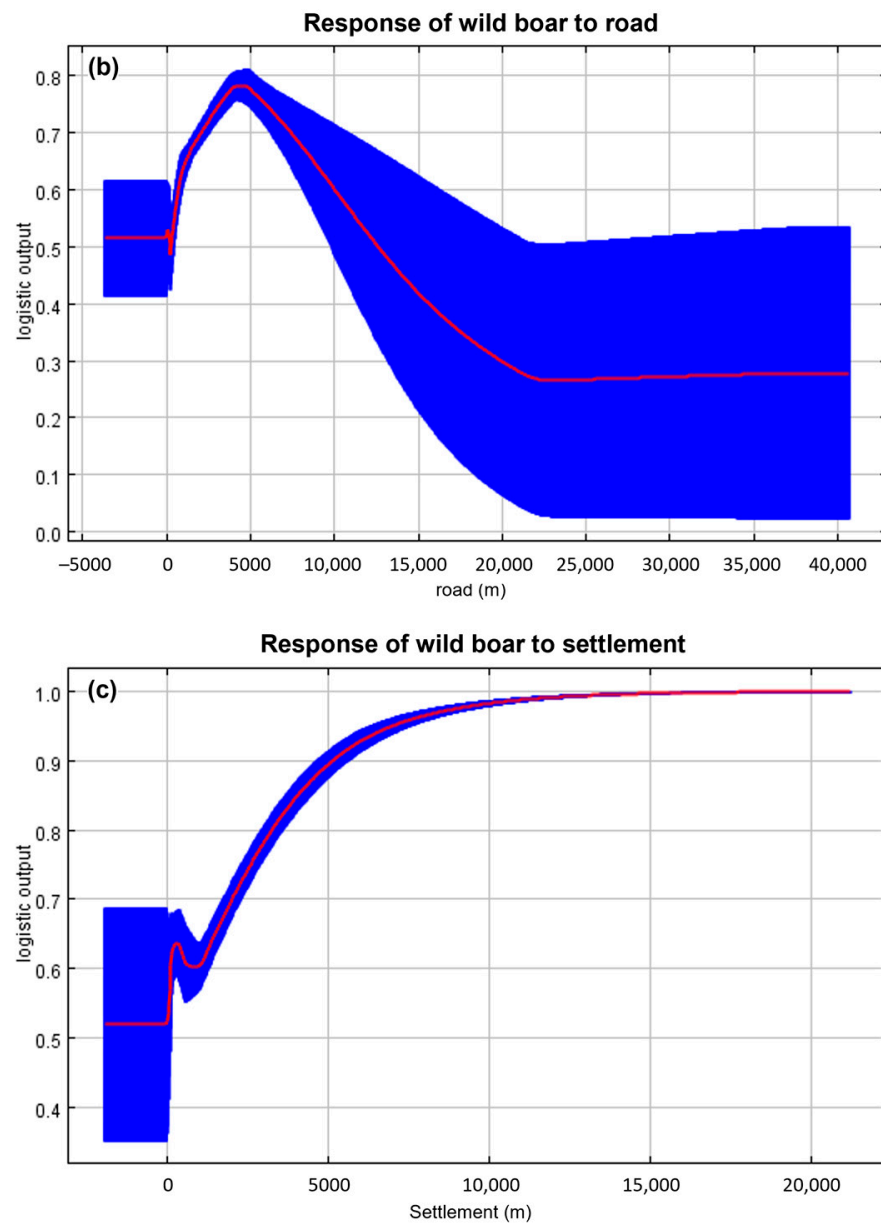 Response of wild boar to road
(b)
0.8
0.7
0.6
0.5
0.4
0.3
0.2
0.1
0.0
logistic output
−5000 0 5000 10,000 15,000 20,000 25,000 30,000 35,000 40,000
road (m)
Response of wild boar to settlement
(c)
1.0
0.9
0.8
0.7
0.6
0.5
0.4
logistic output
0 5000 10,000 15,000 20,000
Settlement (m)